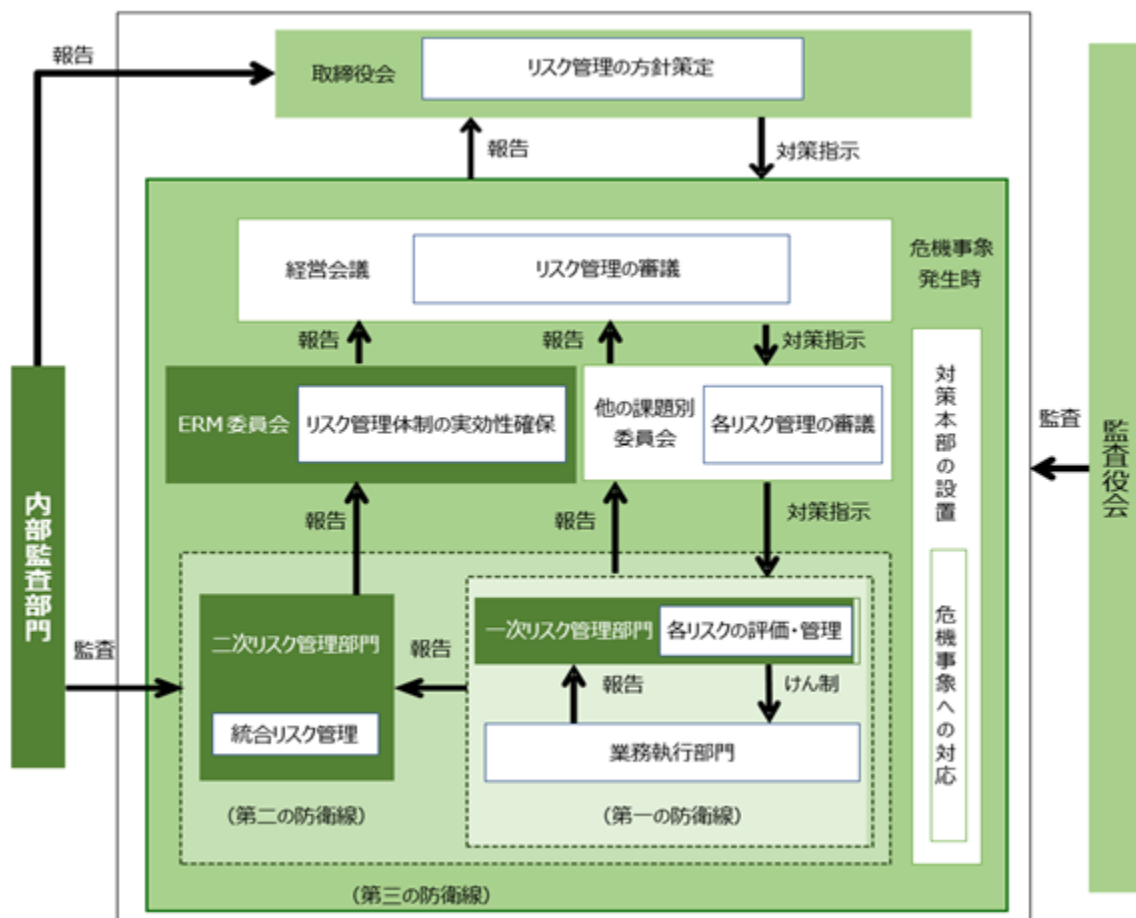 報告
取締役会
リスク管理の方針策定
報告
対策指示
経営会議
リスク管理の審議
危機事象
発生時
報告
報告
対策指示
ERM委員会
リスク管理体制の実効性確保
他の課題別
委員会
各リスク管理の審議
対策本部の設置
監査
監査役会
内部監査部門
報告
報告
対策指示
二次リスク管理部門
統合リスク管理
一次リスク管理部門
各リスクの評価・管理
監査
報告
報告
けん制
業務執行部門
危機事象への対応
(第二の防衛線)
(第一の防衛線)
(第三の防衛線)